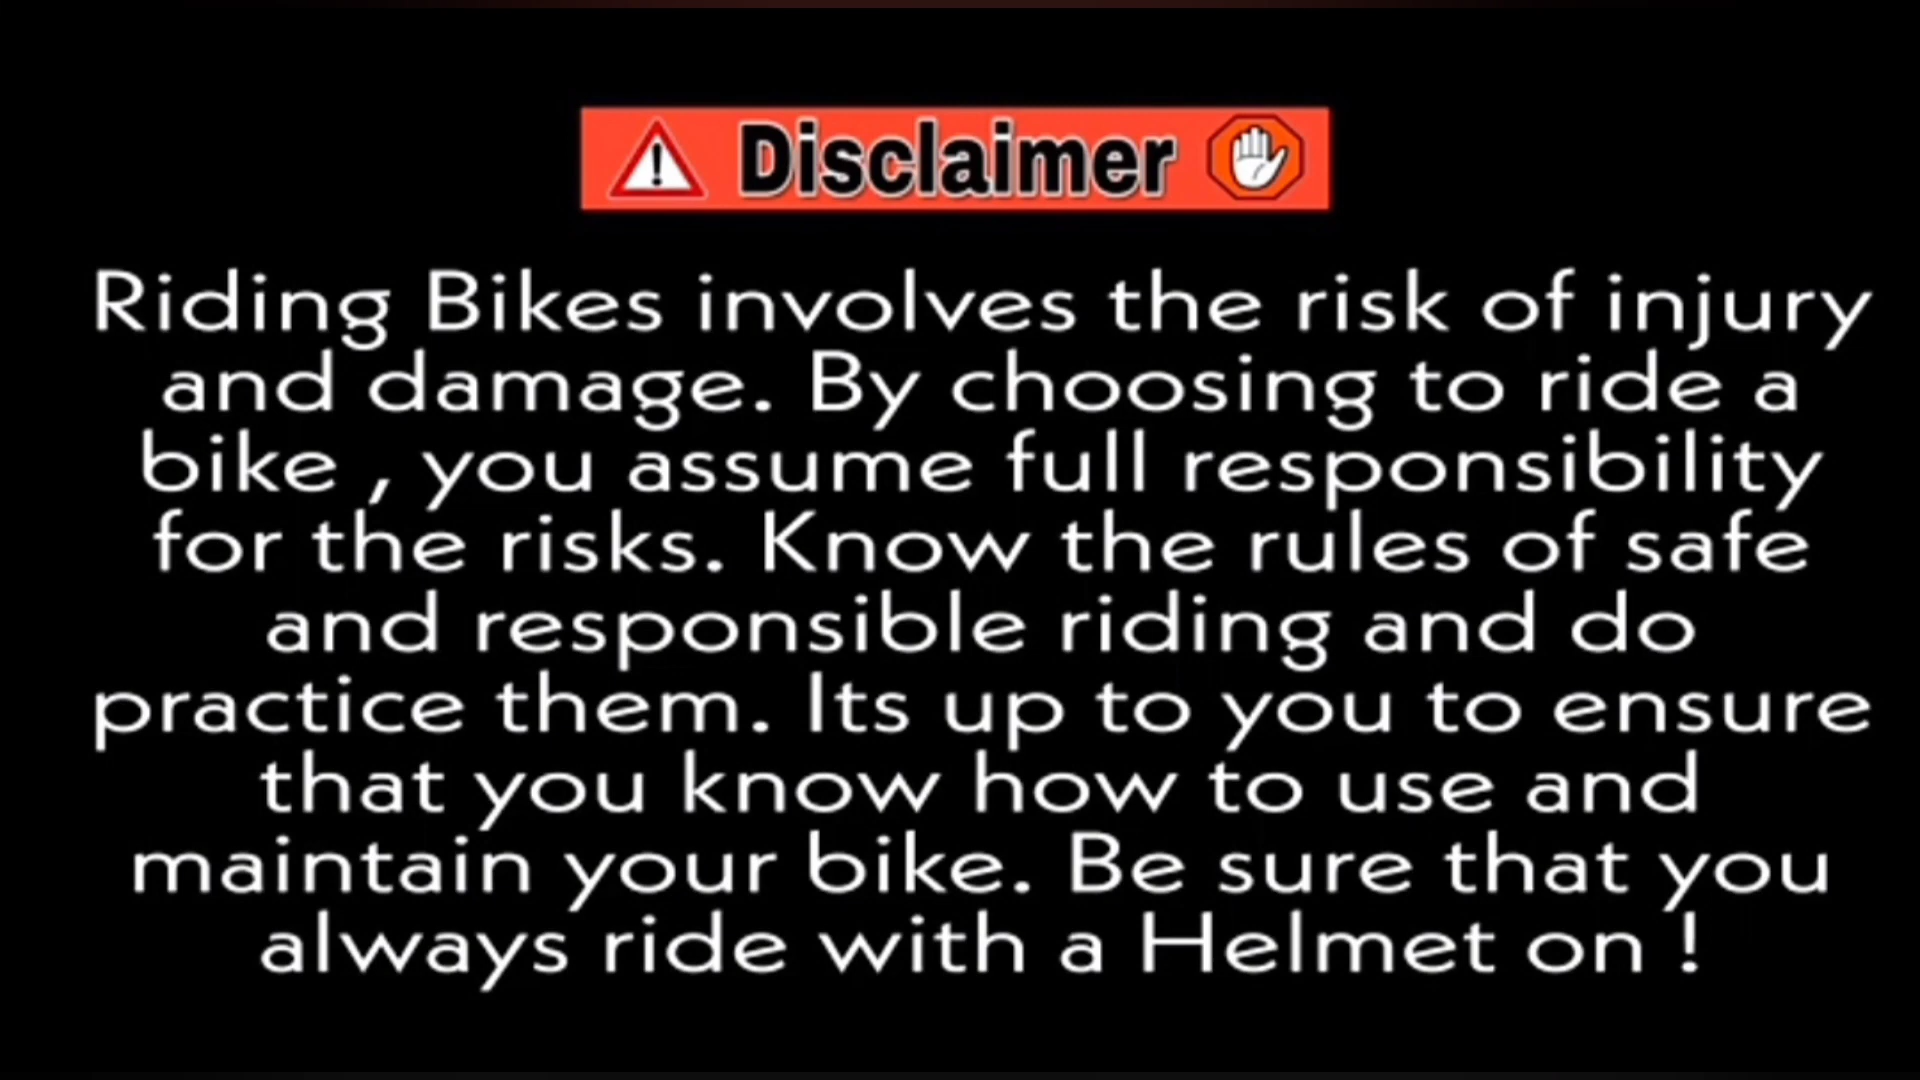 Disclaimer
Riding Bikes involves the risk of injury
and damage. By choosing to ride a
bike , you assume full responsibility
for the risks. Know the rules of safe
and responsible riding and do
practice them. Its up to you to ensure
that you know how to use and
maintain your bike. Be sure that you
always ride with a Helmet on !